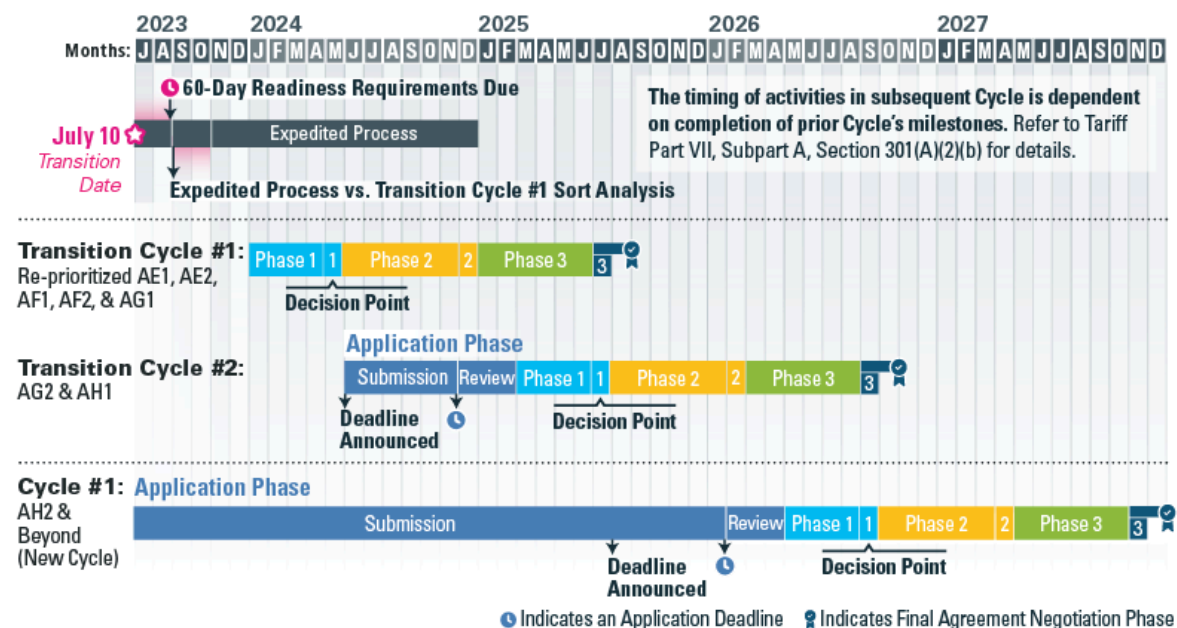 2023 2024 2025 2026 2027
Months: J A S O N D J F M A M J J A S O N D J F M A M J J A S O N D J F M A M J J A S O N D J F M A M J J A S O N D
60-Day Readiness Requirements Due
The timing of activities in subsequent Cycle is dependent
on completion of prior Cycle's milestones. Refer to Tariff
Part VII, Subpart A, Section 301(A)(2)(b) for details.
July 10
Transition
Date
Expedited Process
Expedited Process vs. Transition Cycle #1 Sort Analysis
Transition Cycle #1:
Re-prioritized AE1, AE2,
AF1, AF2, & AG1
Phase 1 1 Phase 2 2 Phase 3 3
Decision Point
Application Phase
Transition Cycle #2:
AG2 & AH1
Submission Review Phase 1 1 Phase 2 2 Phase 3 3
Deadline
Announced
Decision Point
Cycle #1: Application Phase
AH2 &
Beyond
(New Cycle)
Submission Review Phase 1 1 Phase 2 2 Phase 3 3
Deadline
Announced
Decision Point
Indicates an Application Deadline Indicates Final Agreement Negotiation Phase